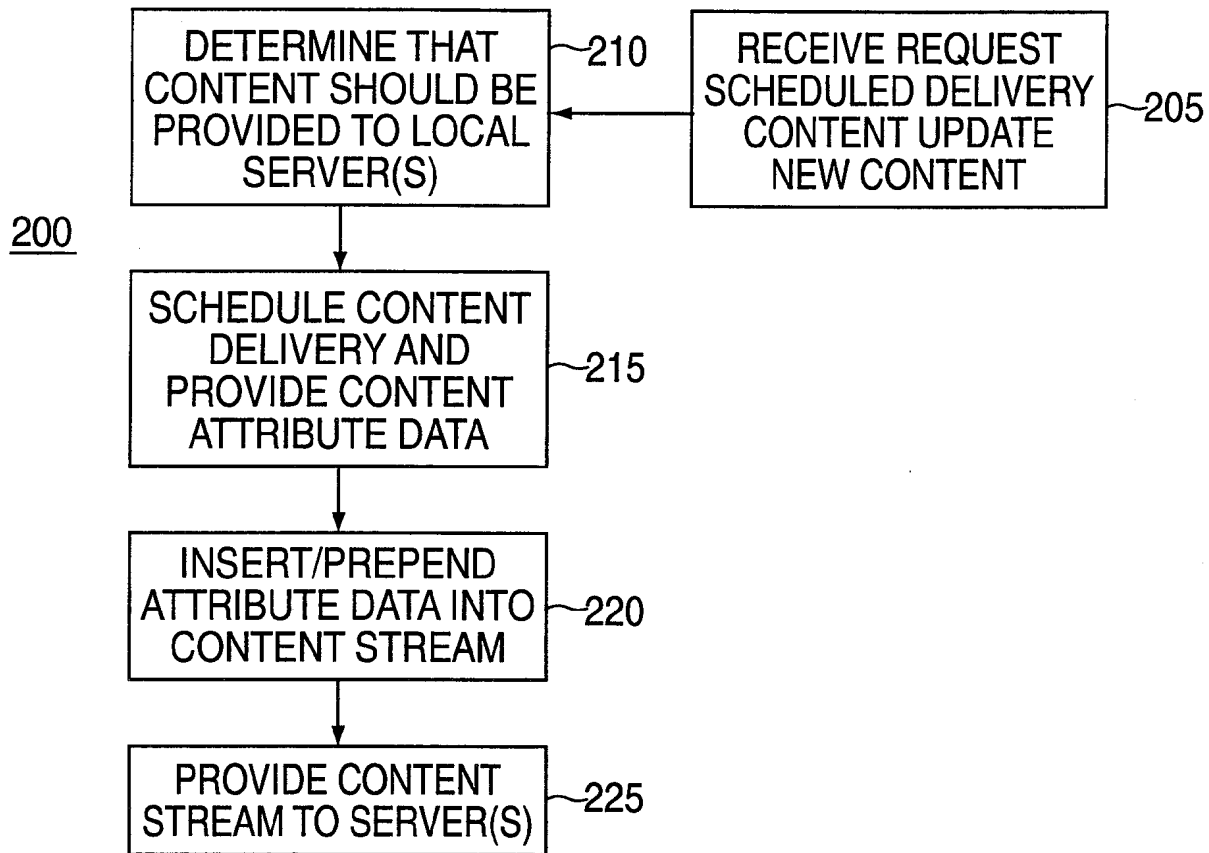 DETERMINE THAT
CONTENT SHOULD BE
PROVIDED TO LOCAL
SERVER(S)
210
RECEIVE REQUEST
SCHEDULED DELIVERY
CONTENT UPDATE
NEW CONTENT
205
200
SCHEDULE CONTENT
DELIVERY AND
PROVIDE CONTENT
ATTRIBUTE DATA
215
INSERT/PREPEND
ATTRIBUTE DATA INTO
CONTENT STREAM
220
PROVIDE CONTENT
STREAM TO SERVER(S)
225